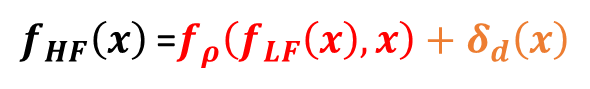 f_HF(x) =f_ρ(f_LF(x), x) + δ_d(x)